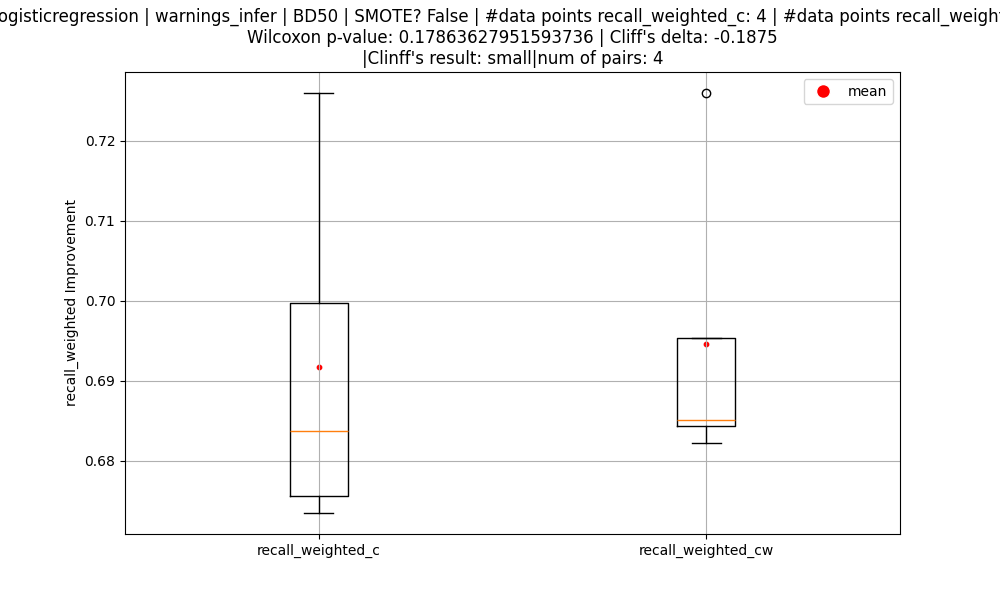 ogisticregression | warnings_infer | BD50 | SMOTE? False | #data points recall_weighted_c: 4 | #data points
Wilcoxon p-value: 0.17863627951593736 | Cliff's delta: -0.1875
|Clinff's result: small|num of pairs: 4
mean
0.72
0.71
0.70
0.69
0.68
recall_weighted Improvement
recall_weighted_c
recall_weighted_cw